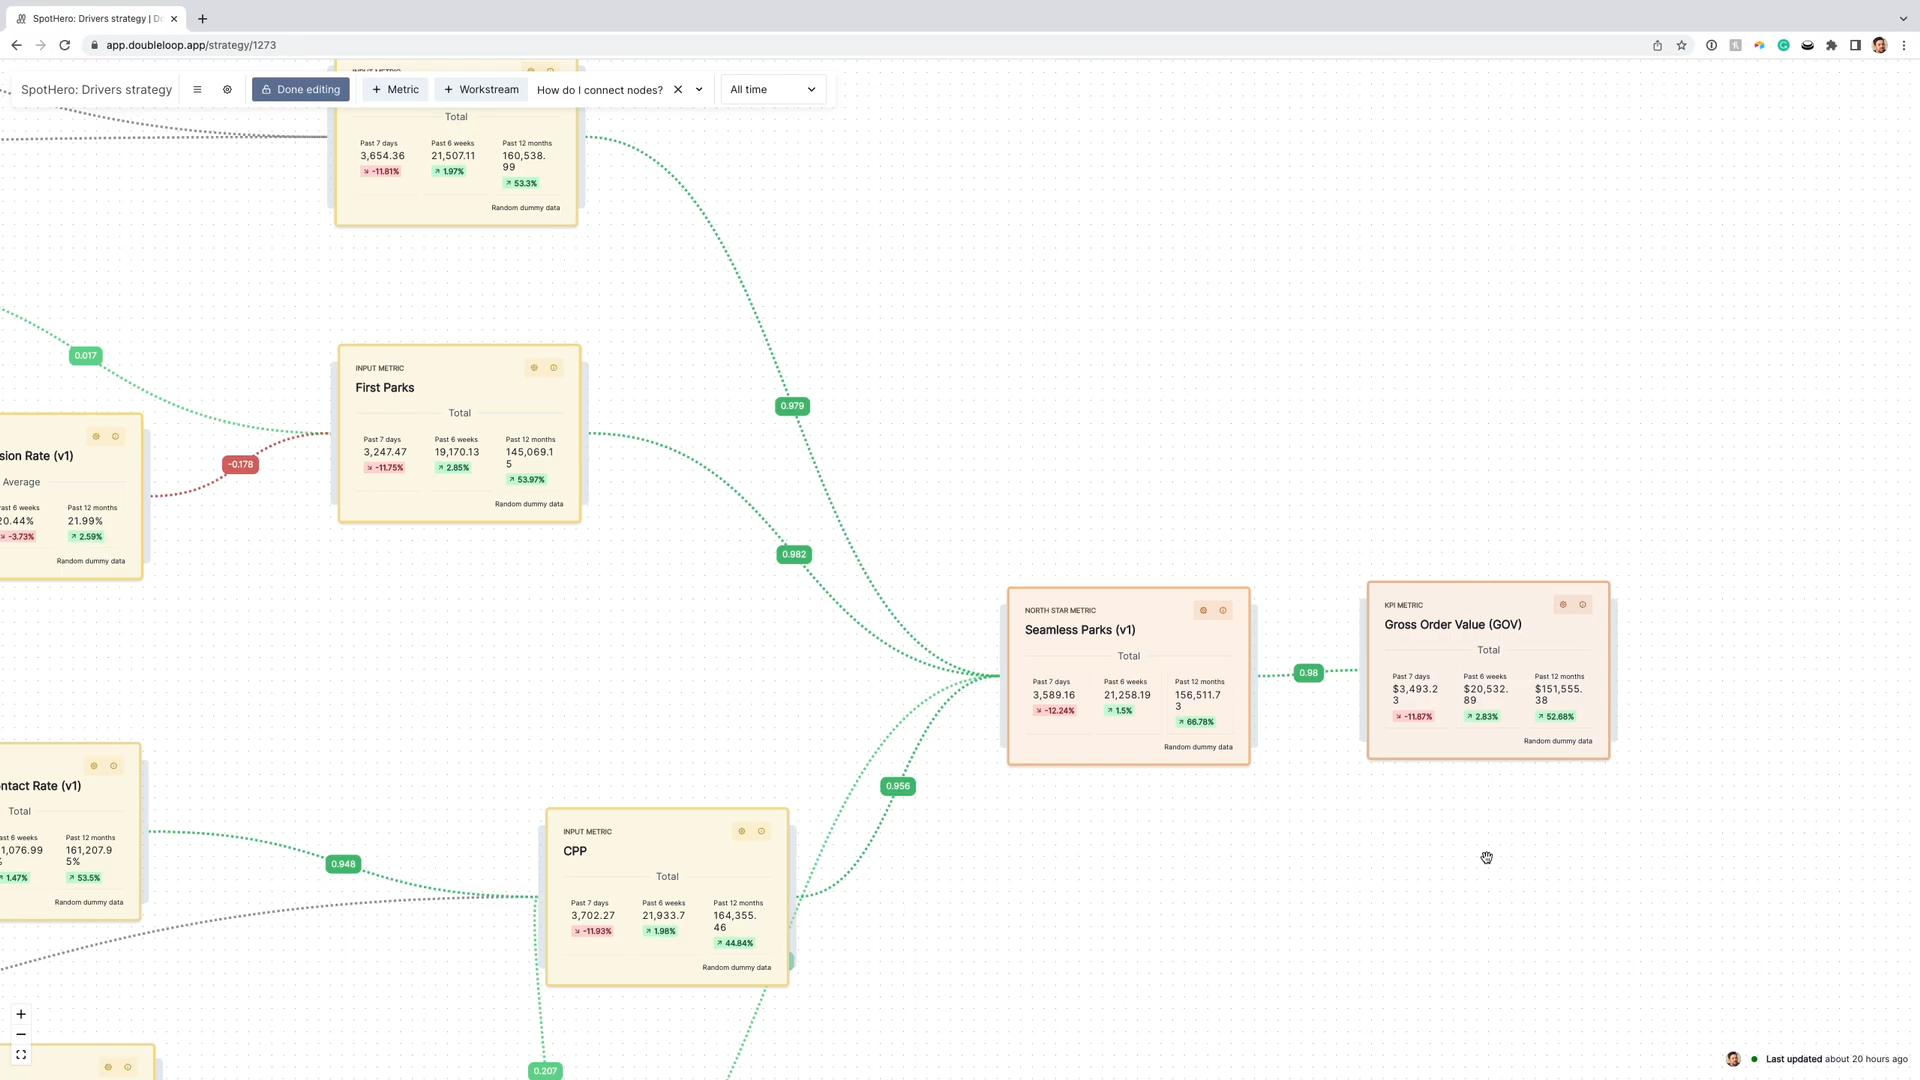 SpotHero: Drivers strategy | Do
app.doubleloop.app/strategy/1273
SpotHero: Drivers strategy
Done editing
+ Metric
+ Workstream
How do I connect nodes?
All time
Total
Past 7 days
3,654.36
-11.81%
Past 6 weeks
21,507.11
1.97%
Past 12 months
160,538.
99
53.3%
Random dummy data
0.017
-0.178
INPUT METRIC
First Parks
Total
Past 7 days
3,247.47
-11.75%
Past 6 weeks
19,170.13
2.85%
Past 12 months
145,069.1
5
53.97%
Random dummy data
0.979
0.982
sion Rate (v1)
Average
ast 6 weeks
20.44%
-3.73%
Past 12 months
21.99%
2.59%
Random dummy data
NORTH STAR METRIC
Seamless Parks (v1)
Total
Past 7 days
3,589.16
-12.24%
Past 6 weeks
21,258.19
1.5%
Past 12 months
156,511.7
3
66.78%
Random dummy data
0.98
KPI METRIC
Gross Order Value (GOV)
Total
Past 7 days
$3,493.2
3
-11.87%
Past 6 weeks
$20,532.
89
2.83%
Past 12 months
$151,555.
38
52.68%
Random dummy data
0.956
ntact Rate (v1)
Total
ast 6 weeks
1,076.99
%
1.47%
Past 12 months
161,207.9
5%
53.5%
Random dummy data
0.948
INPUT METRIC
CPP
Total
Past 7 days
3,702.27
-11.93%
Past 6 weeks
21,933.7
1.98%
Past 12 months
164,355.
46
44.84%
Random dummy data
0.207
Last updated about 20 hours ago